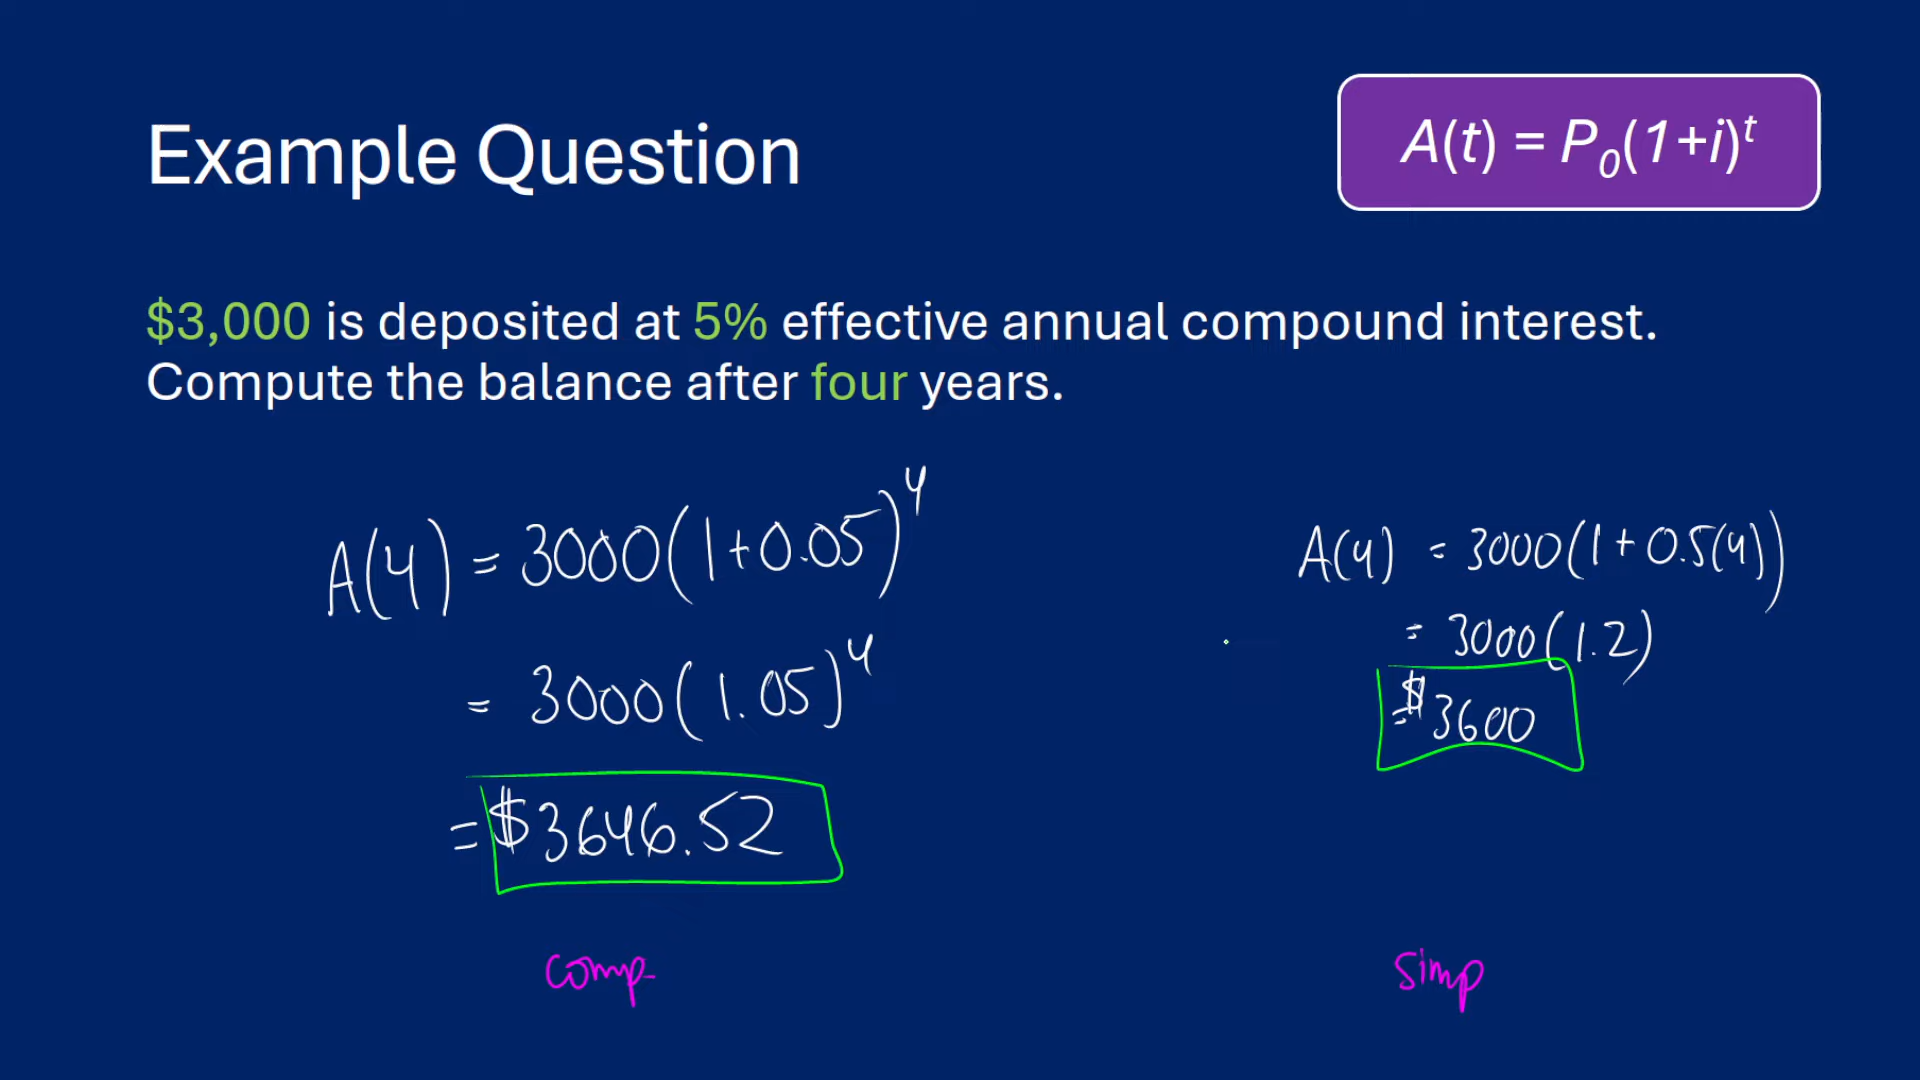 Example Question
A(t) = P₀(1+i)ᵗ
$3,000 is deposited at 5% effective annual compound interest.
Compute the balance after four years.
A(4) = 3000(1+0.05)⁴
= 3000(1.05)⁴
= $3646.52
comp
A(4) = 3000(1+0.5(4))
= 3000(1.2)
= $3600
simp